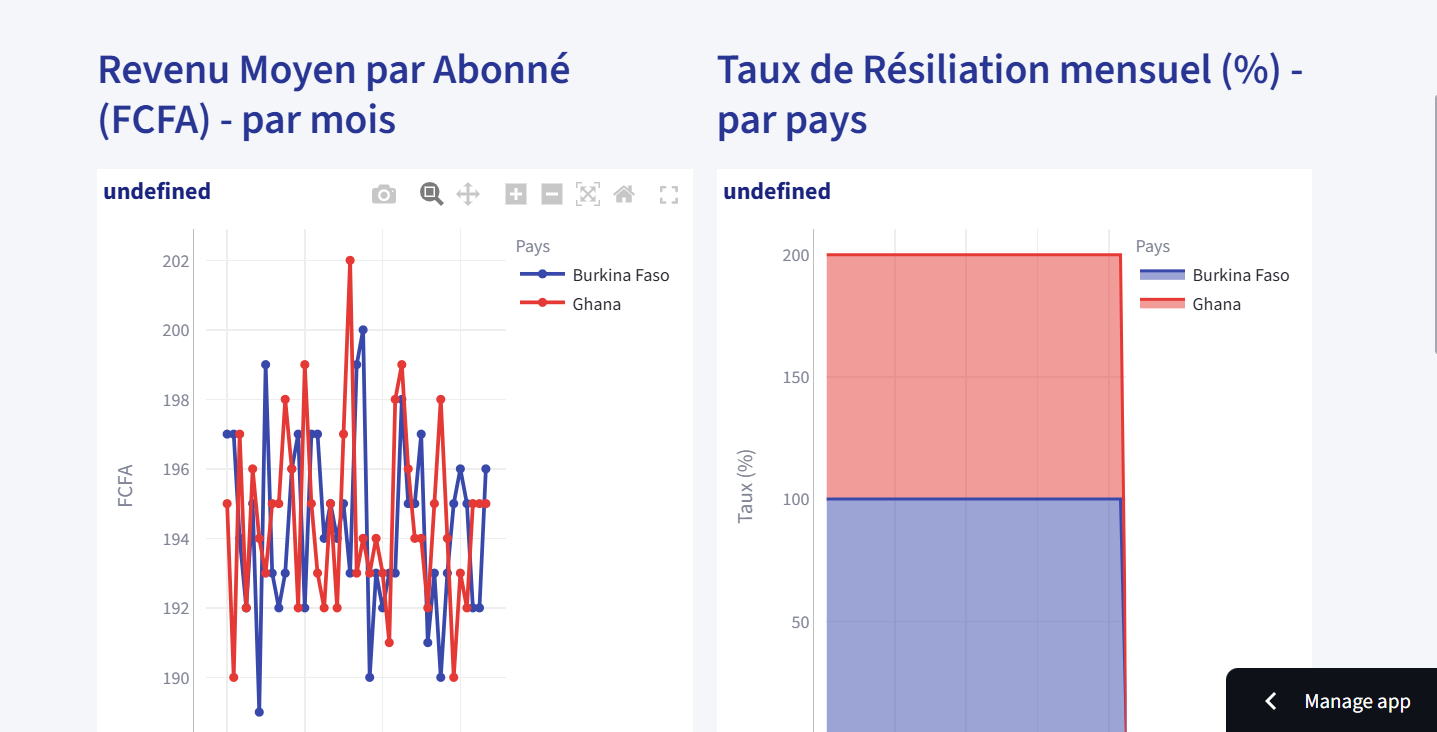 Revenu Moyen par Abonné
(FCFA) - par mois
Taux de Résiliation mensuel (%) -
par pays
undefined
Pays
Burkina Faso
Ghana
202
200
198
196
194
192
190
FCFA
undefined
Pays
Burkina Faso
Ghana
200
150
100
50
Taux (%)
Manage app